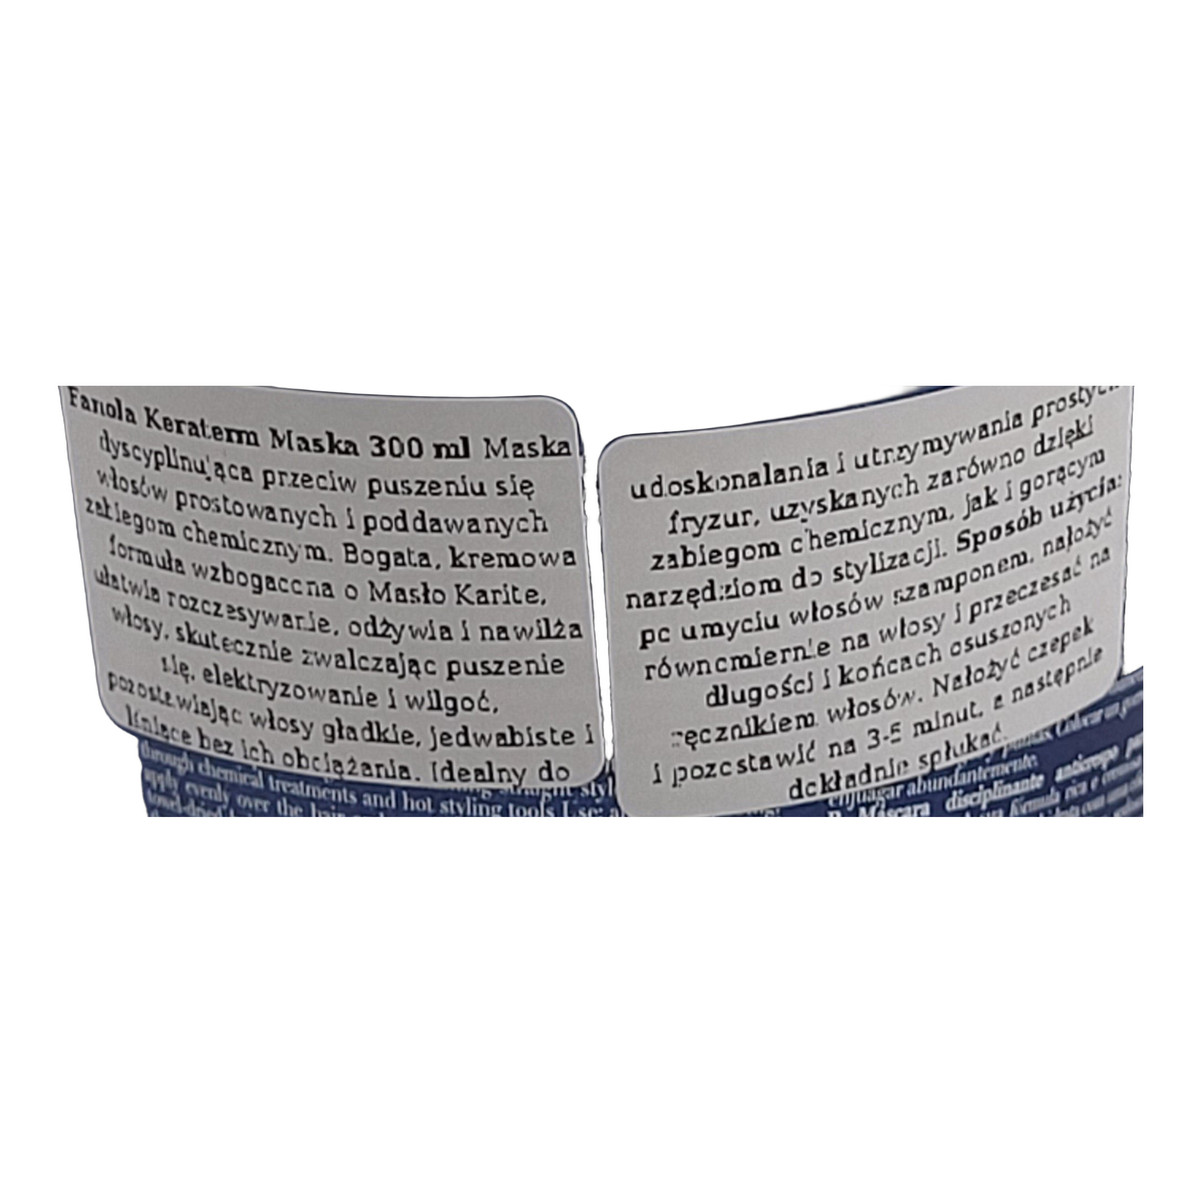 Fanola Keraterm Maska 300 ml Maska
dyscyplinująca przeciw puszeniu się
włosów prostowanych i poddawanych
zabiegom chemicznym. Bogata, kremowa
formuła wzbogacona o Masło Karite,
ułatwia rozczesywanie, odżywia i nawilża
włosy, skutecznie zwalczając puszenie
się, elektryzowanie i wilgoć,
pozostawiając włosy gładkie, jedwabiste i
lśniące bez ich obciążania. Idealny do
udoskonalania i utrzymywania prostych
fryzur, uzyskanych zarówno dzięki
zabiegom chemicznym, jak i gorącym
narzędziom do stylizacji. Sposób użycia:
po umyciu włosów szamponem, nałożyć
równomiernie na włosy i przeczesać na
długości i końcach osuszonych
ręcznikiem włosów. Nałożyć czepek
i pozostawić na 3-5 minut, a następnie
dokładnie spłukać.
through chemical treatments and hot styling tools
apply evenly over the
enjuagar abundantemente.
Máscara disciplinante anticrespo
fórmula rica e